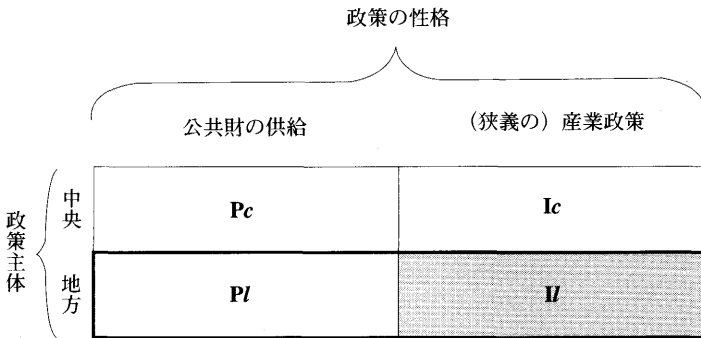 政策の性格
公共財の供給
(狭義の)産業政策
政策主体
中央
Pc
Ic
地方
Pl
Il